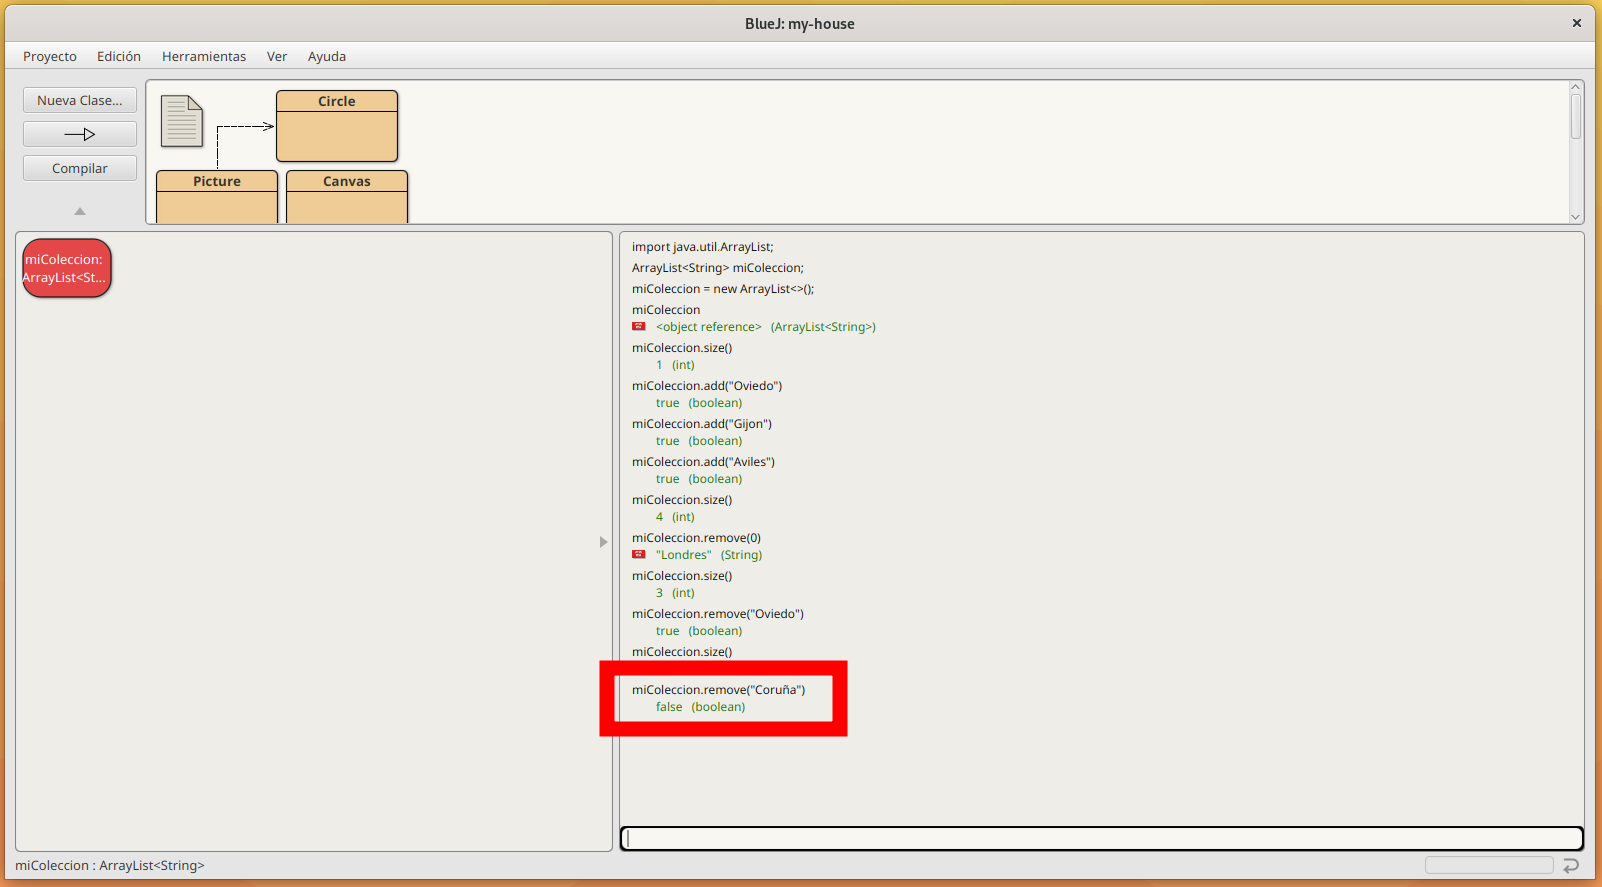 BlueJ: my-house
Proyecto Edición Herramientas Ver Ayuda
Nueva Clase...
Compilar
Circle
Picture
Canvas
miColeccion:
ArrayList<St...
import java.util.ArrayList;
ArrayList<String> miColeccion;
miColeccion = new ArrayList<>();
miColeccion
<object reference> (ArrayList<String>)
miColeccion.size()
1 (int)
miColeccion.add("Oviedo")
true (boolean)
miColeccion.add("Gijon")
true (boolean)
miColeccion.add("Aviles")
true (boolean)
miColeccion.size()
4 (int)
miColeccion.remove(0)
"Londres" (String)
miColeccion.size()
3 (int)
miColeccion.remove("Oviedo")
true (boolean)
miColeccion.size()
miColeccion.remove("Coruña")
false (boolean)
miColeccion : ArrayList<String>